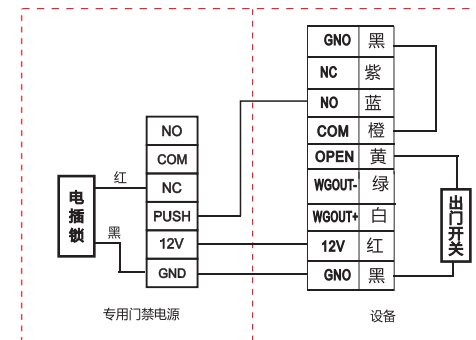 GNO 黑
NC 紫
NO 蓝
COM 橙
OPEN 黄
WGOUT- 绿
WGOUT+ 白
12V 红
GNO 黑
NO
COM
NC
PUSH
12V
GND
红
黑
电插锁
出门开关
专用门禁电源
设备